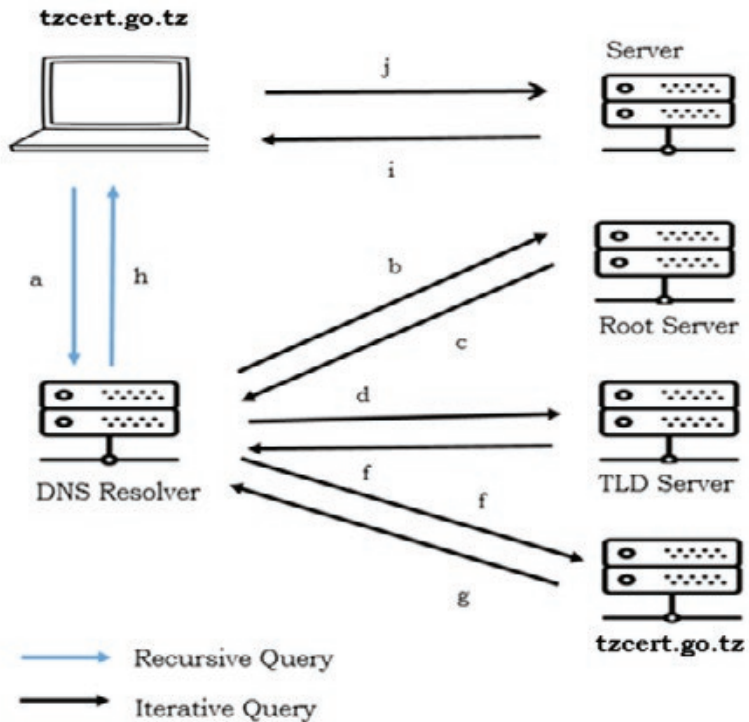 tzcert.go.tz
j
Server
i
a
h
b
c
Root Server
d
DNS Resolver
f
TLD Server
f
g
tzcert.go.tz
Recursive Query
Iterative Query